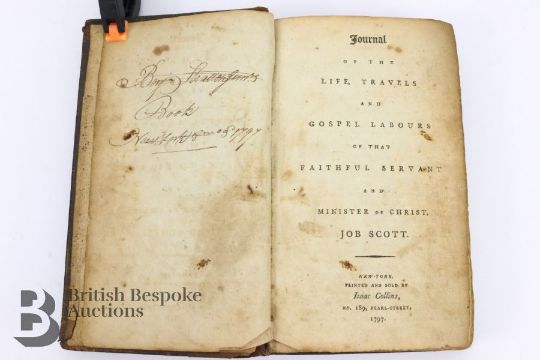 Book
Journal
OF THE
LIFE, TRAVELS
AND
GOSPEL LABOURS
OF THAT
FAITHFUL SERVANT
AND
MINISTER OF CHRIST,
JOB SCOTT.
NEW-YORK,
PRINTED AND SOLD BY
Isaac Collins,
NO. 189, PEARL-STREET,
1797.
B
British Bespoke
Auctions